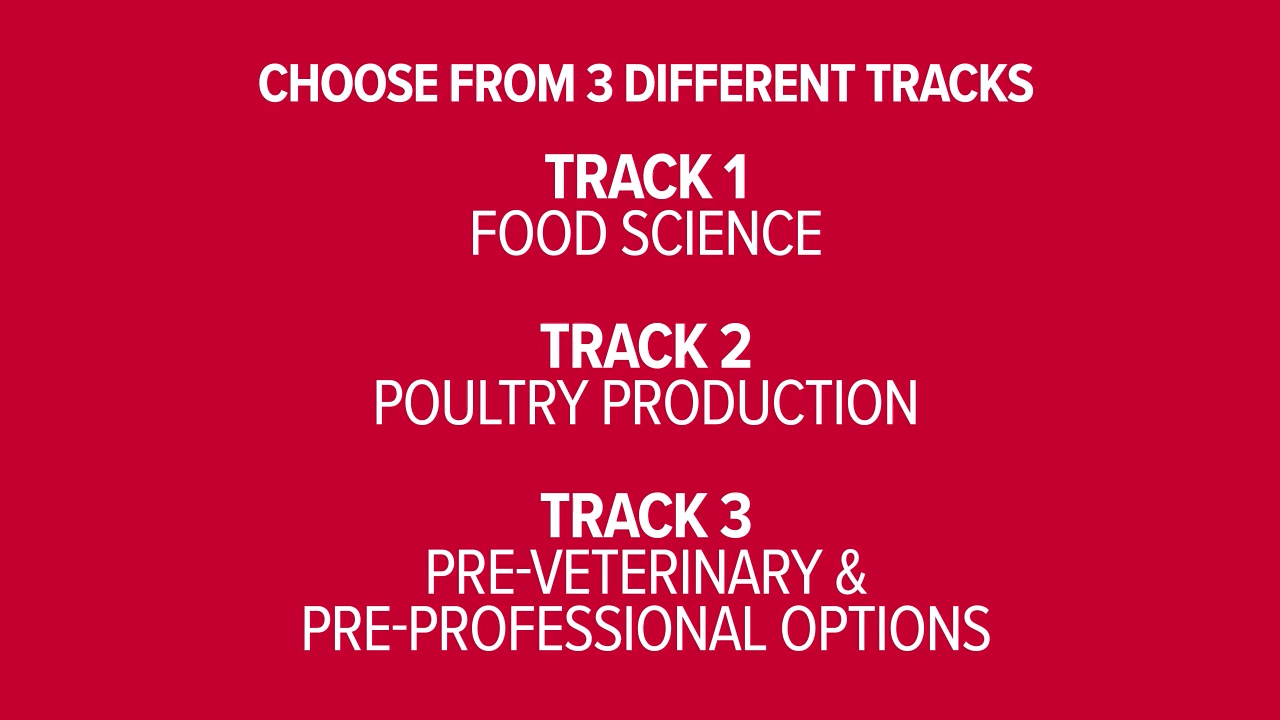 CHOOSE FROM 3 DIFFERENT TRACKS
TRACK 1
FOOD SCIENCE
TRACK 2
POULTRY PRODUCTION
TRACK 3
PRE-VETERINARY &
PRE-PROFESSIONAL OPTIONS